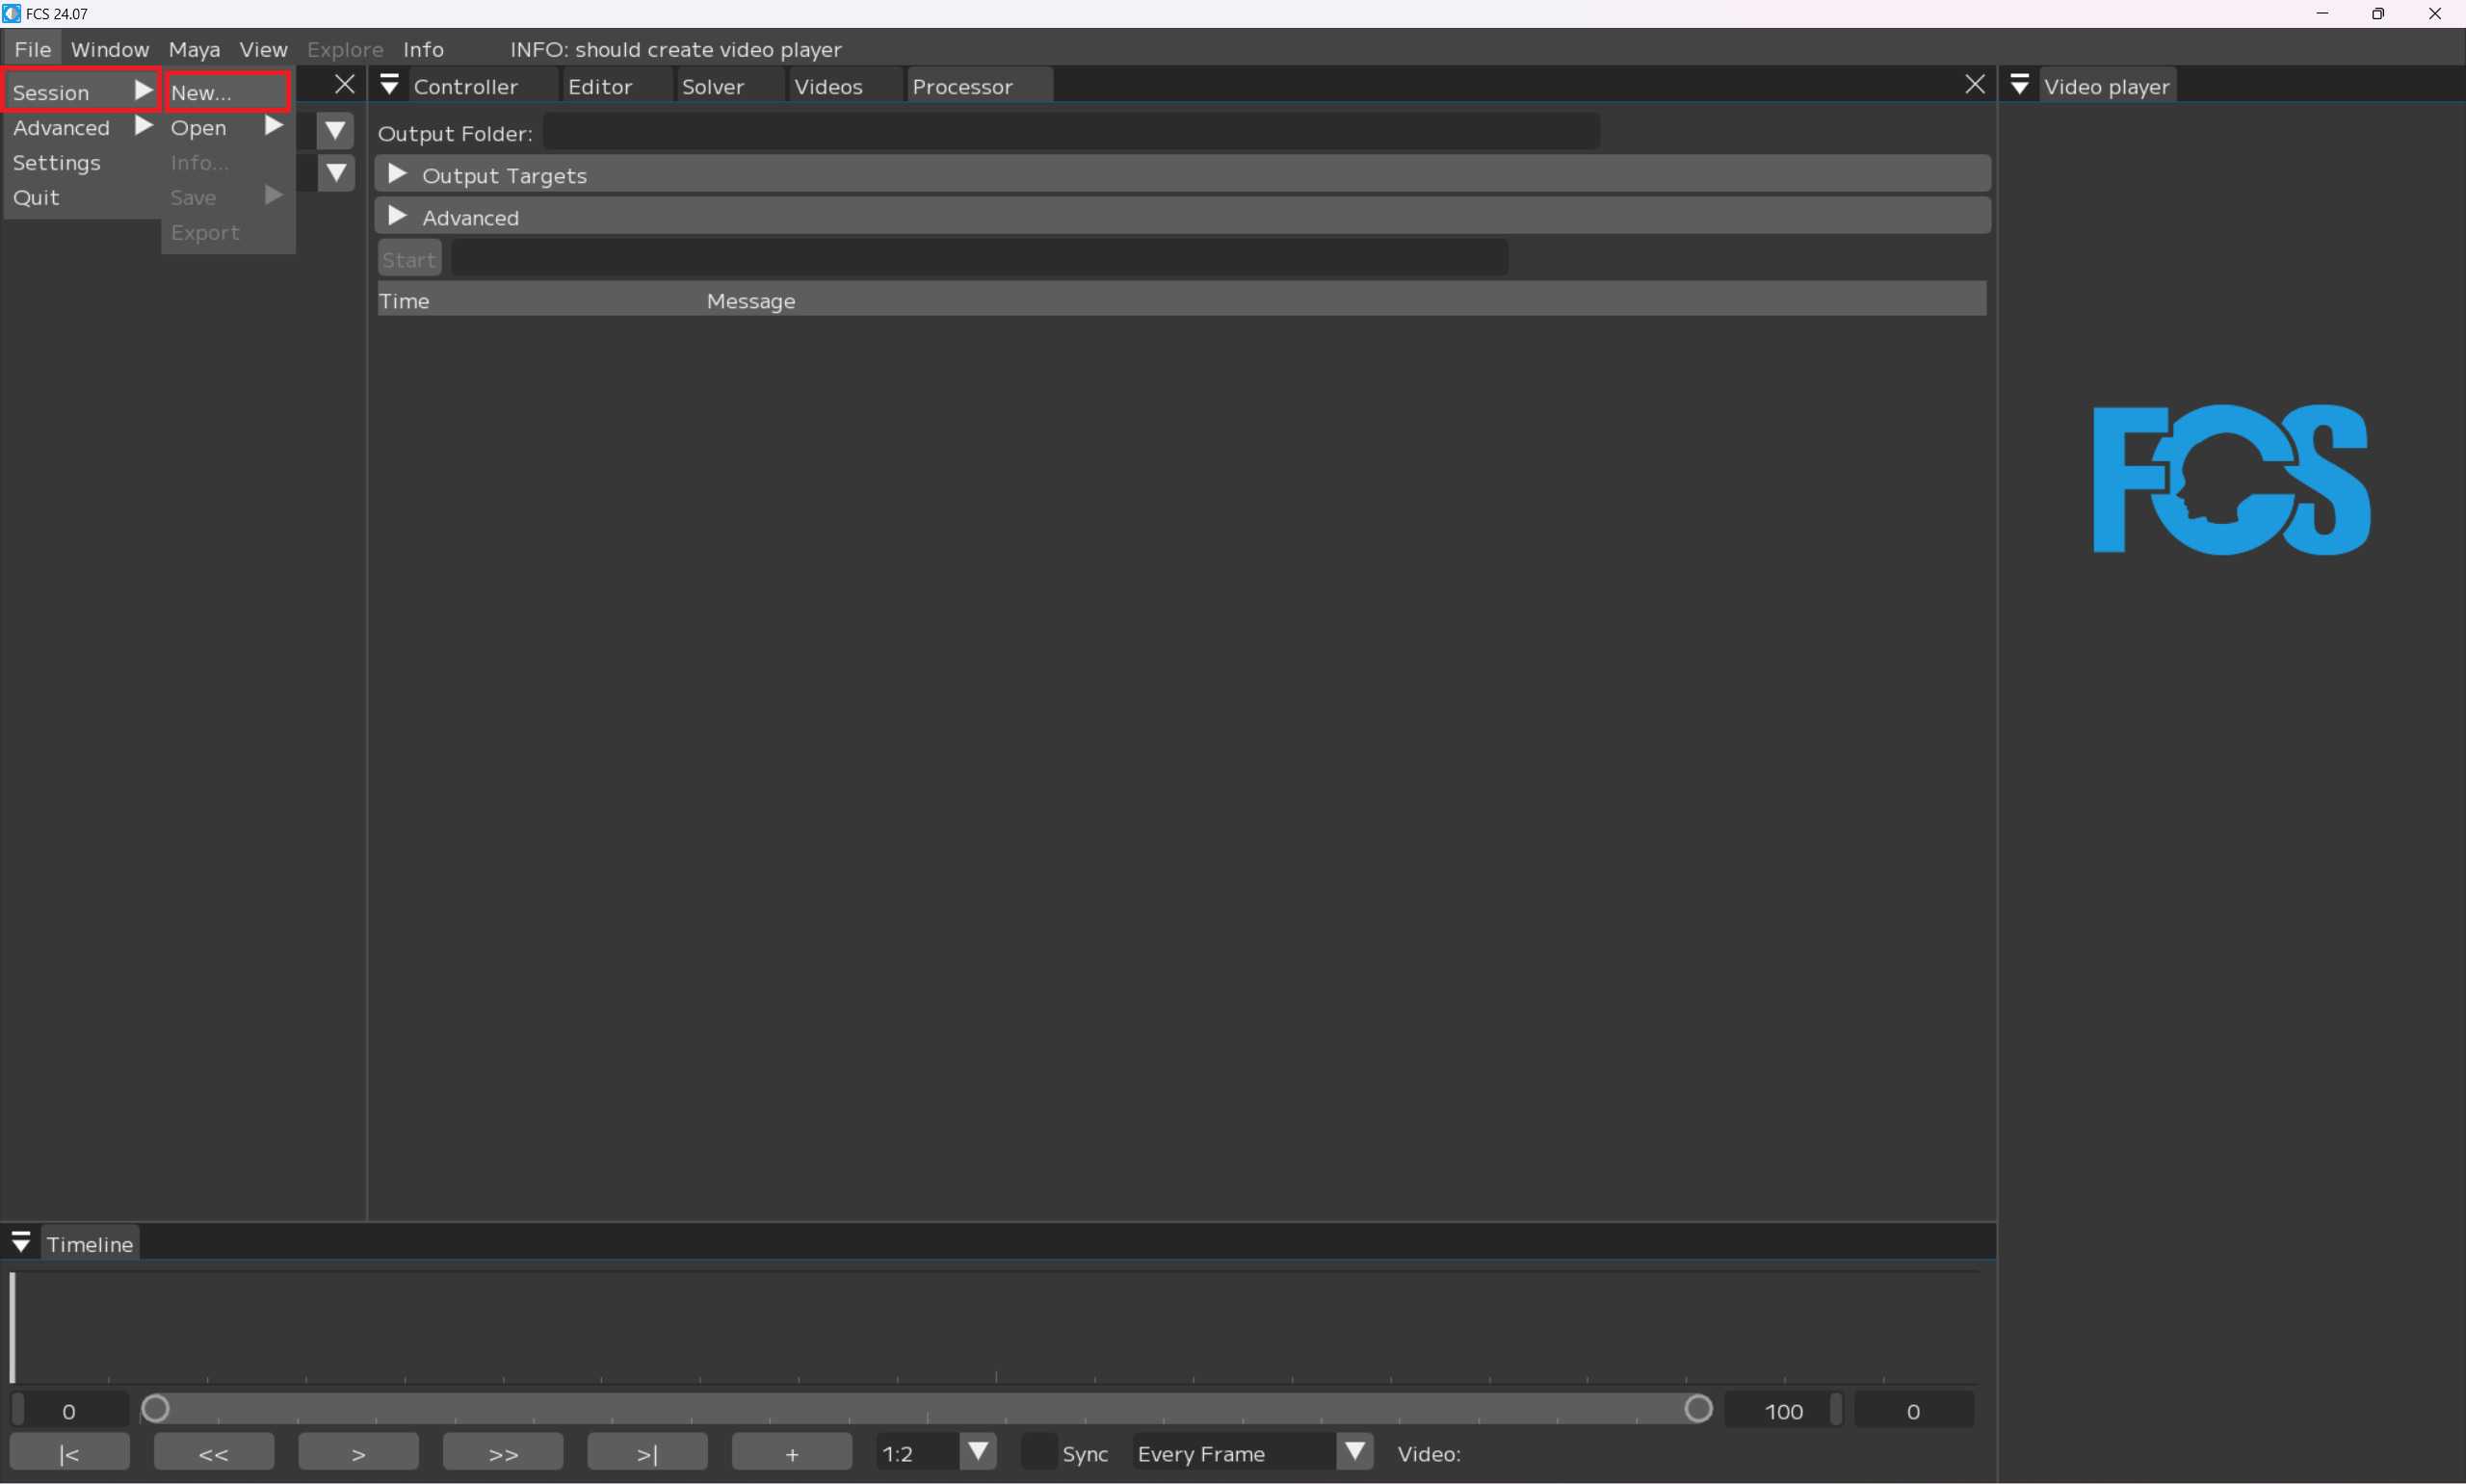 FCS 24.07
File Window Maya View Explore Info INFO: should create video player
Session New...
Advanced Open
Settings Info...
Quit Save
Export
Controller Editor Solver Videos Processor
Output Folder:
Output Targets
Advanced
Start
Time Message
Video player
FCS
Timeline
0 100 0
|< << > >> >| + 1:2 Sync Every Frame Video: